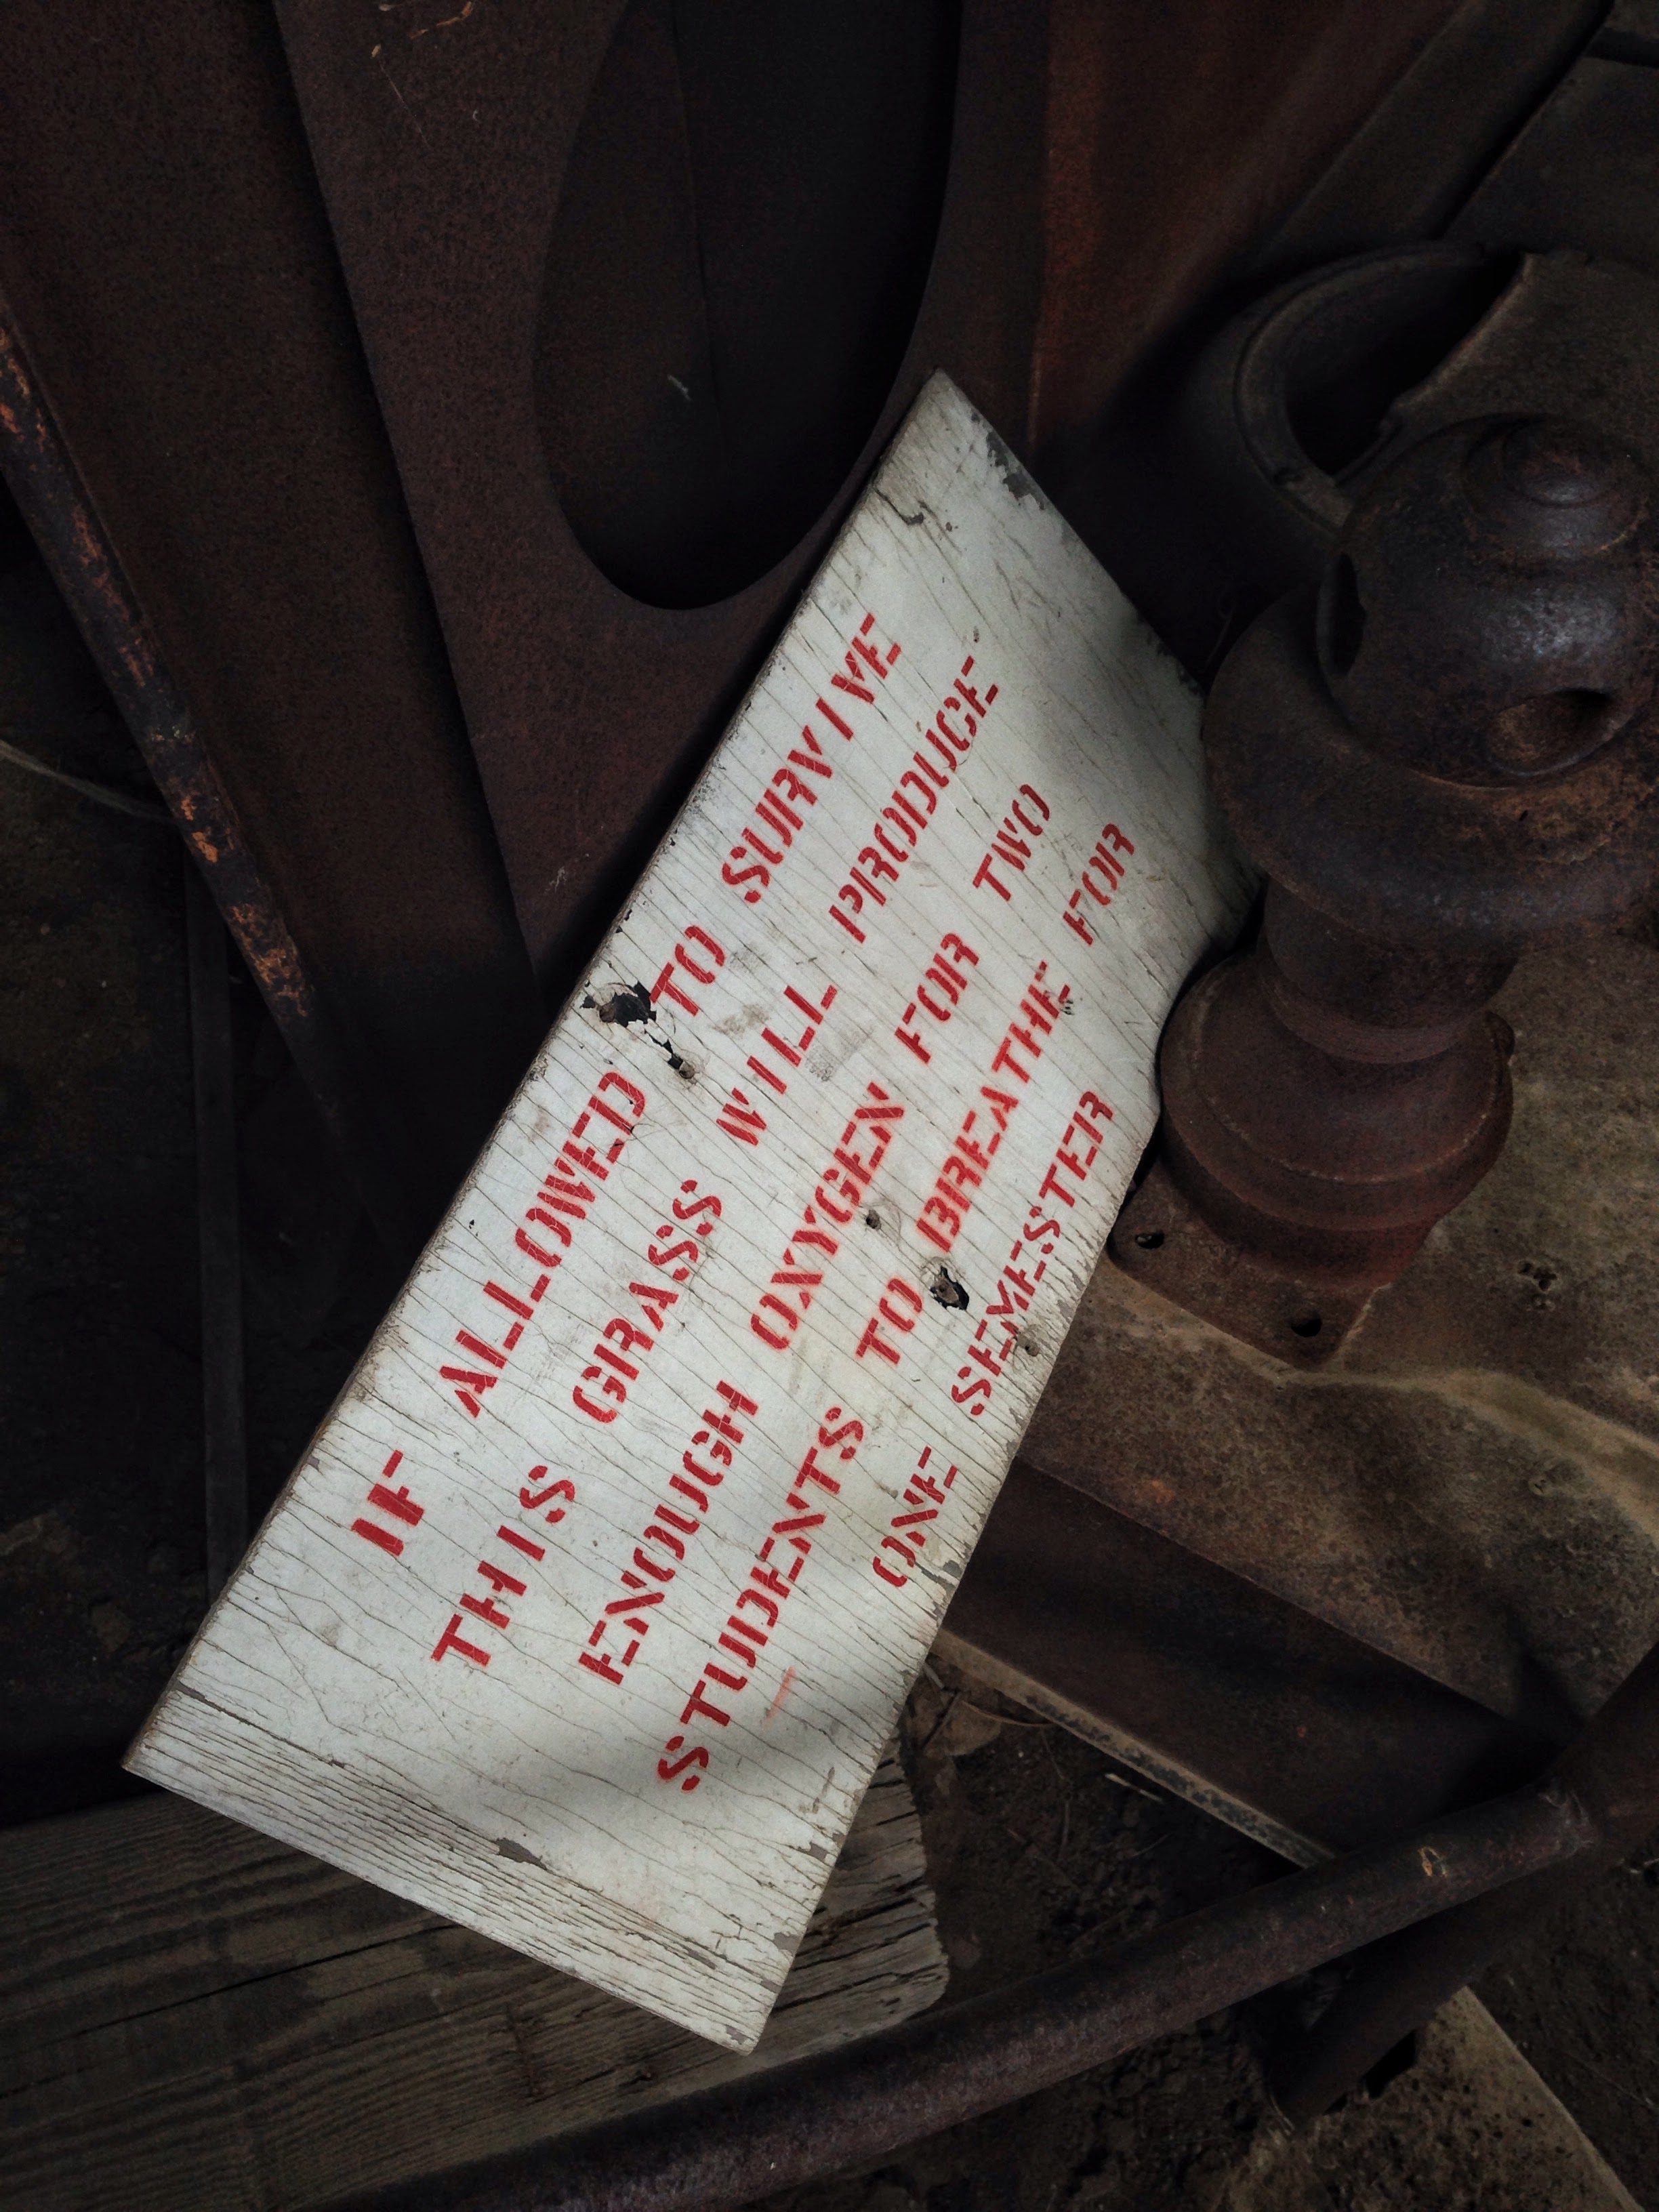 IF ALLOWED TO SURVIVE
THIS GRASS WILL PRODUCE
ENOUGH OXYGEN FOR TWO
STUDENTS TO BREATHE FOR
ONE SEMESTER